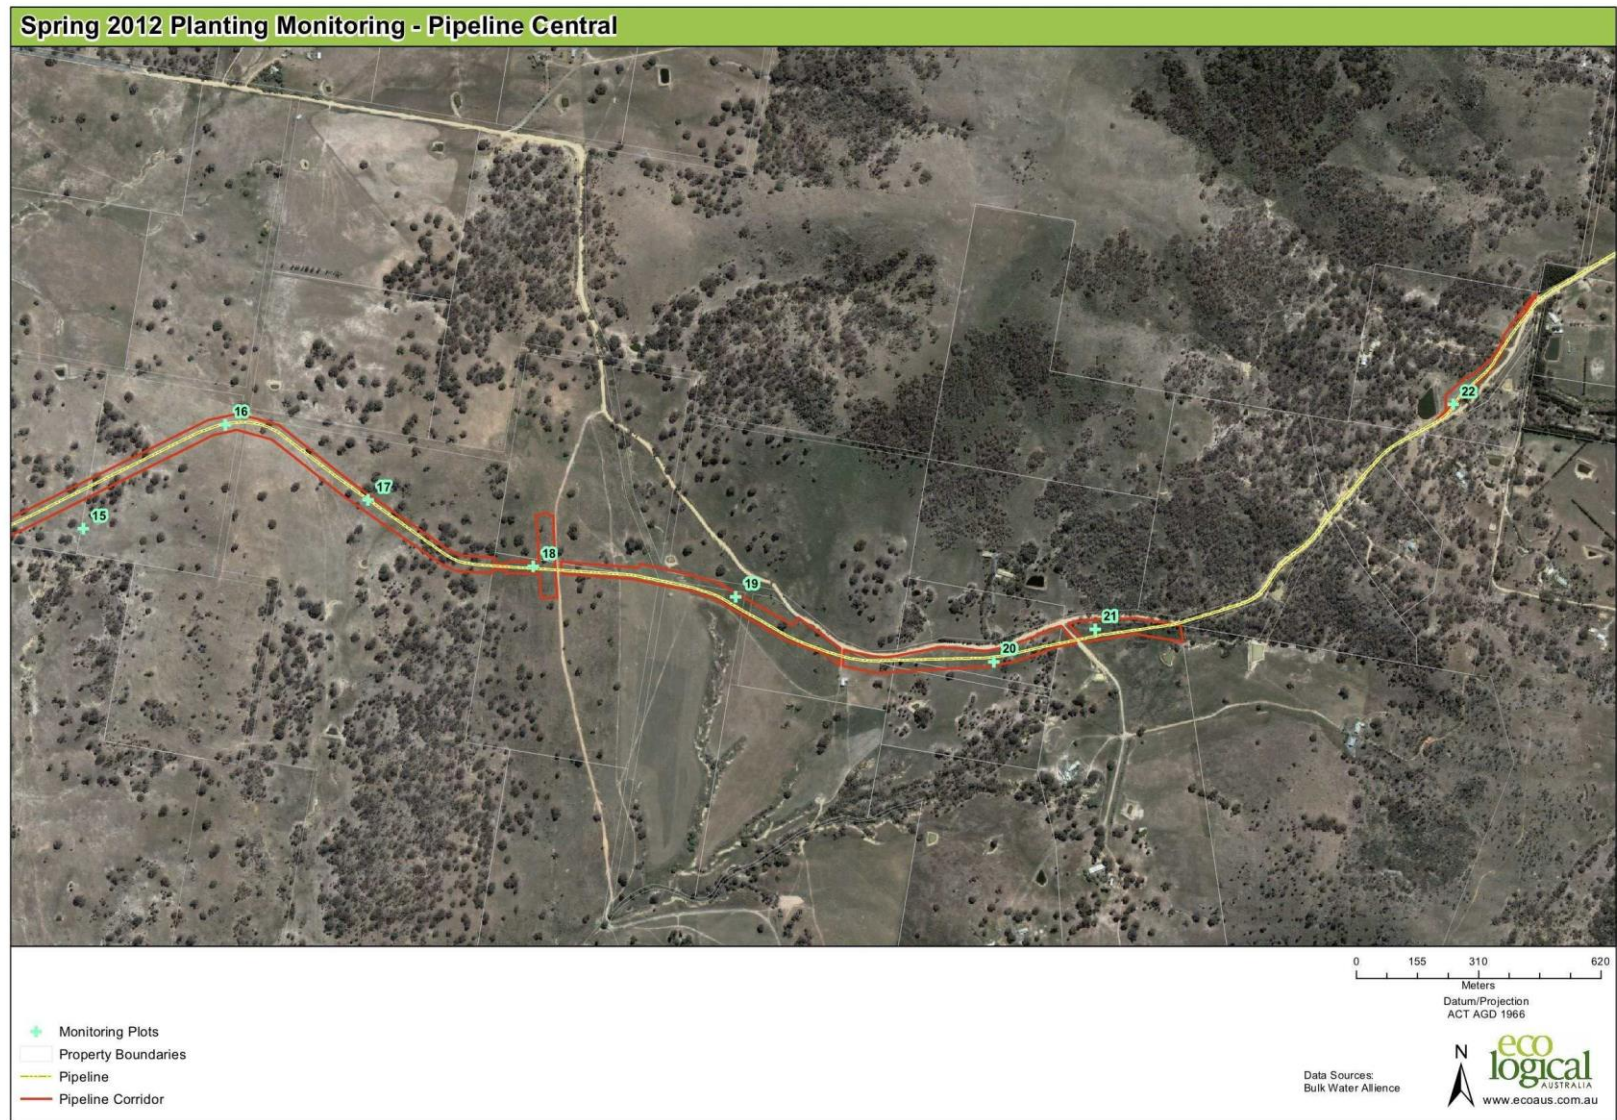 Spring 2012 Planting Monitoring - Pipeline Central
16
22
15
17
18
19
21
20
0 155 310 620
Meters
Datum/Projection
ACT AGD 1966
Monitoring Plots
Property Boundaries
Pipeline
Pipeline Corridor
Data Sources:
Bulk Water Allience
N
eco
logical
AUSTRALIA
www.ecoaus.com.au